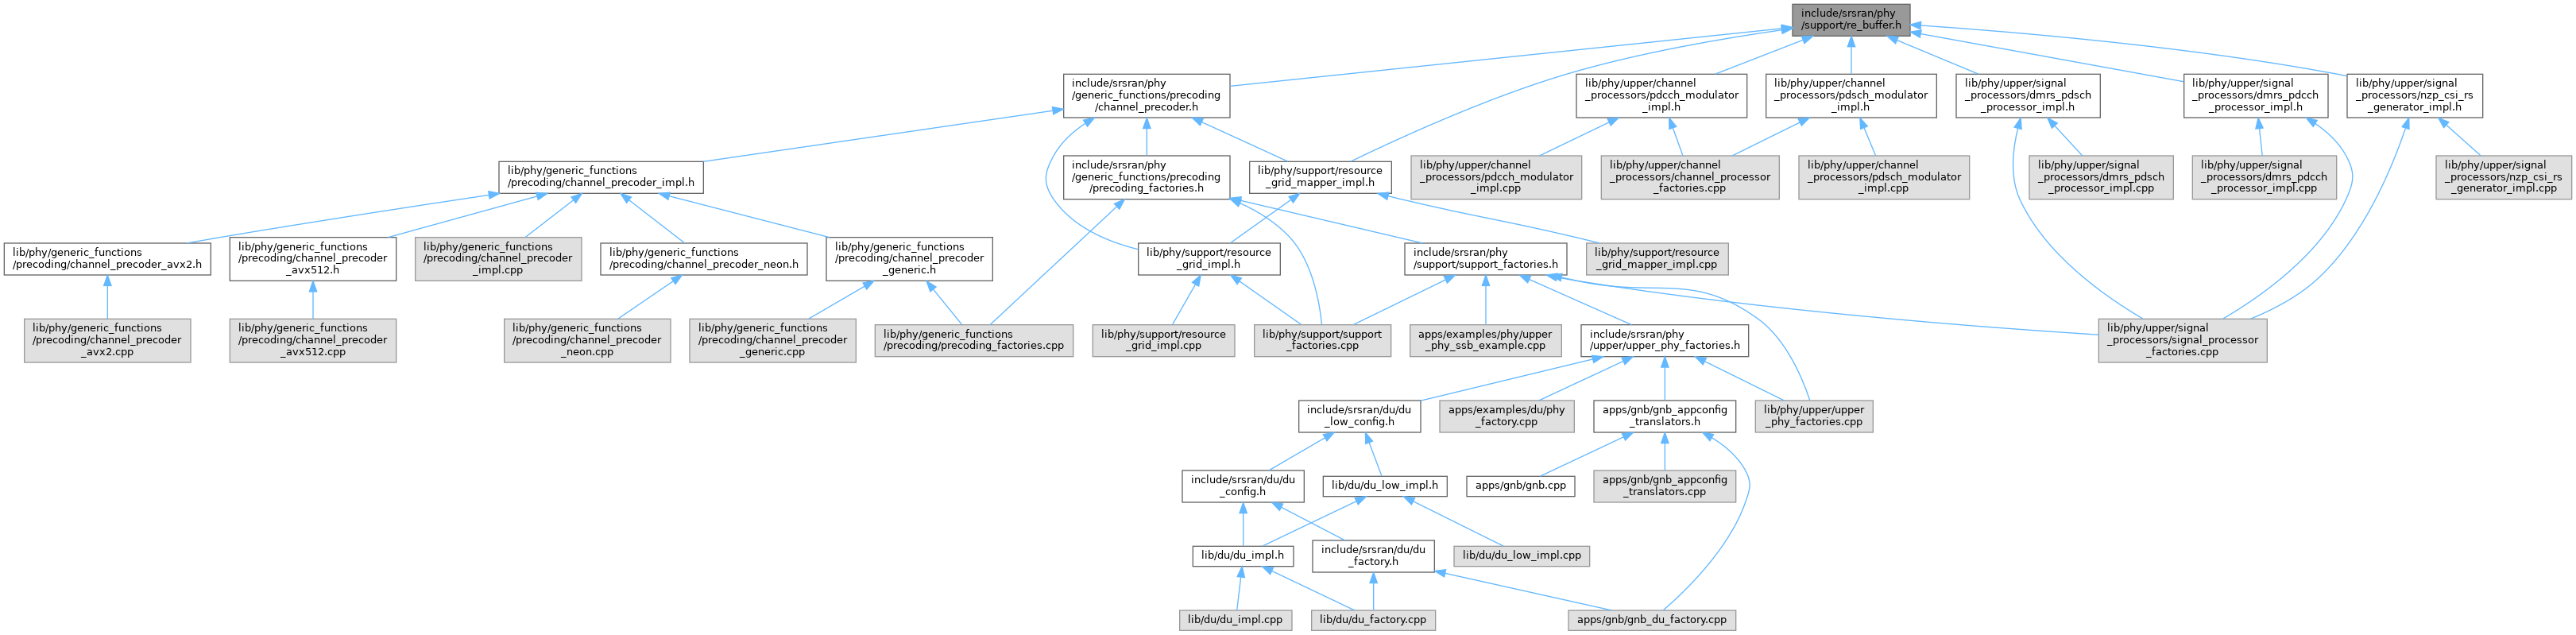 include/srsran/phy
/support/re_buffer.h
include/srsran/phy
/generic_functions/precoding
/channel_precoder.h
lib/phy/upper/channel
_processors/pdcch_modulator
_impl.h
lib/phy/upper/channel
_processors/pdsch_modulator
_impl.h
lib/phy/upper/signal
_processors/dmrs_pdsch
_processor_impl.h
lib/phy/upper/signal
_processors/dmrs_pdcch
_processor_impl.h
lib/phy/upper/signal
_processors/nzp_csi_rs
_generator_impl.h
lib/phy/generic_functions
/precoding/channel_precoder_impl.h
include/srsran/phy
/generic_functions/precoding
/precoding_factories.h
lib/phy/support/resource
_grid_mapper_impl.h
lib/phy/upper/channel
_processors/pdcch_modulator
_impl.cpp
lib/phy/upper/channel
_processors/channel_processor
_factories.cpp
lib/phy/upper/channel
_processors/pdsch_modulator
_impl.cpp
lib/phy/upper/signal
_processors/dmrs_pdsch
_processor_impl.cpp
lib/phy/upper/signal
_processors/dmrs_pdcch
_processor_impl.cpp
lib/phy/upper/signal
_processors/nzp_csi_rs
_generator_impl.cpp
lib/phy/generic_functions
/precoding/channel_precoder_avx2.h
lib/phy/generic_functions
/precoding/channel_precoder
_avx512.h
lib/phy/generic_functions
/precoding/channel_precoder
_impl.cpp
lib/phy/generic_functions
/precoding/channel_precoder_neon.h
lib/phy/generic_functions
/precoding/channel_precoder
_generic.h
lib/phy/support/resource
_grid_impl.h
include/srsran/phy
/support/support_factories.h
lib/phy/support/resource
_grid_mapper_impl.cpp
lib/phy/generic_functions
/precoding/channel_precoder
_avx2.cpp
lib/phy/generic_functions
/precoding/channel_precoder
_avx512.cpp
lib/phy/generic_functions
/precoding/channel_precoder
_neon.cpp
lib/phy/generic_functions
/precoding/channel_precoder
_generic.cpp
lib/phy/generic_functions
/precoding/precoding_factories.cpp
lib/phy/support/resource
_grid_impl.cpp
lib/phy/support/support
_factories.cpp
apps/examples/phy/upper
_phy_ssb_example.cpp
include/srsran/phy
/upper/upper_phy_factories.h
lib/phy/upper/signal
_processors/signal_processor
_factories.cpp
include/srsran/du/du
_low_config.h
apps/examples/du/phy
_factory.cpp
apps/gnb/gnb_appconfig
_translators.h
lib/phy/upper/upper
_phy_factories.cpp
include/srsran/du/du
_config.h
lib/du/du_low_impl.h
apps/gnb/gnb.cpp
apps/gnb/gnb_appconfig
_translators.cpp
lib/du/du_impl.h
include/srsran/du/du
_factory.h
lib/du/du_low_impl.cpp
lib/du/du_impl.cpp
lib/du/du_factory.cpp
apps/gnb/gnb_du_factory.cpp